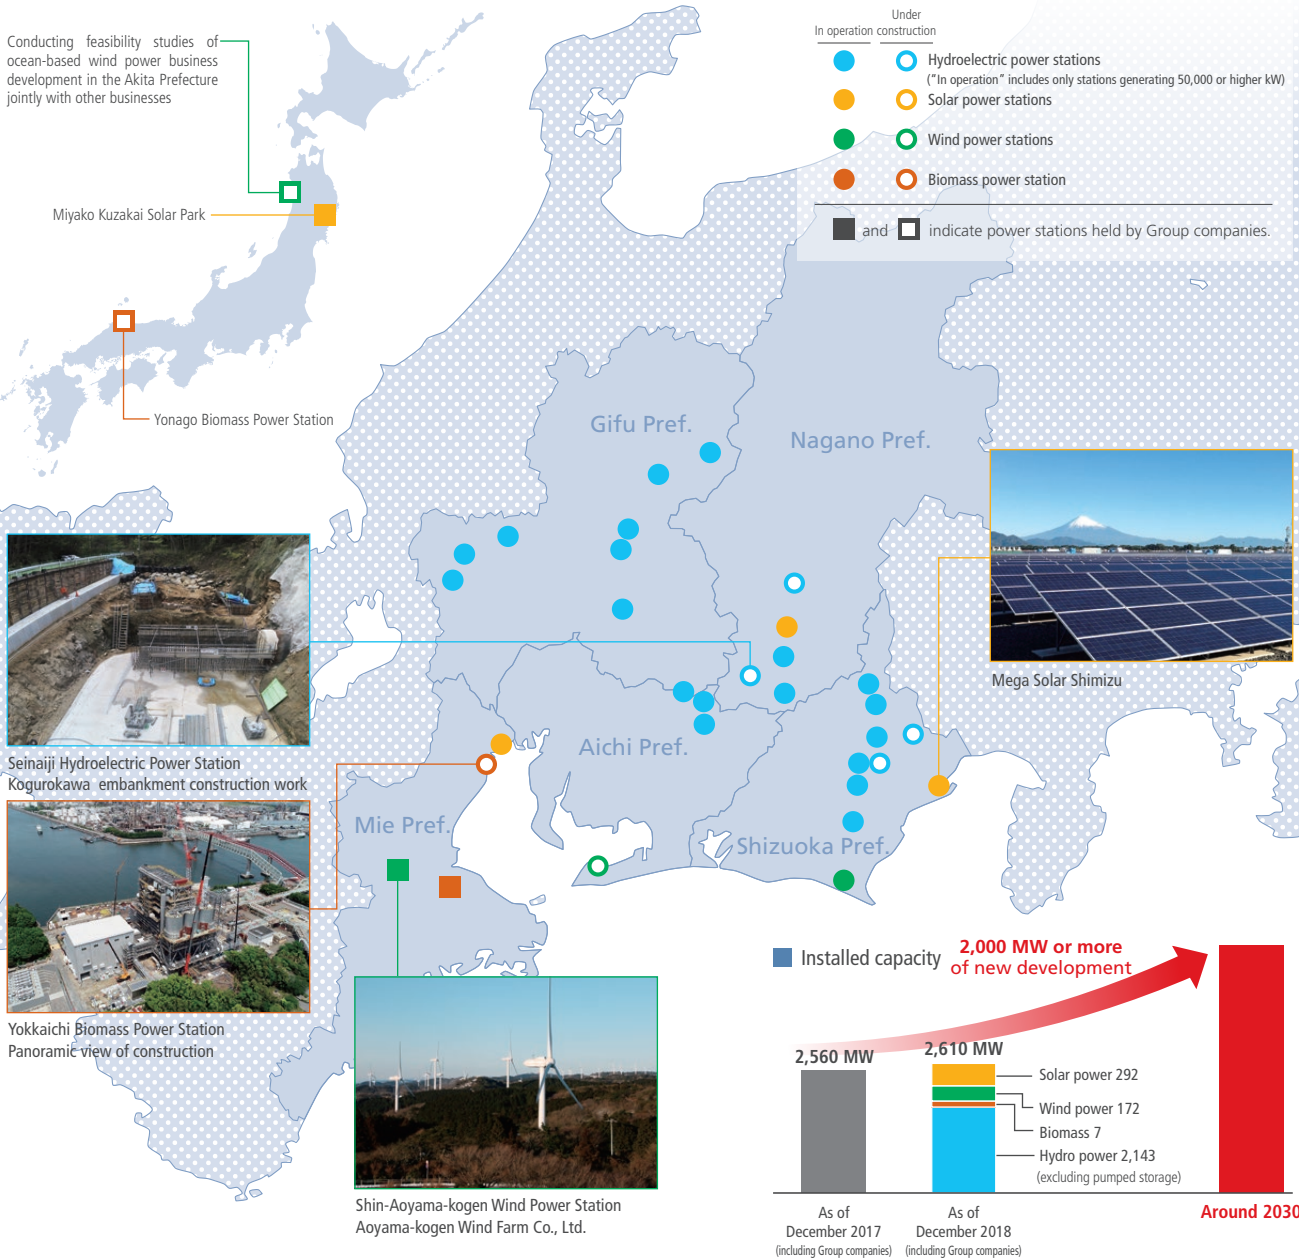 Conducting feasibility studies of
ocean-based wind power business
development in the Akita Prefecture
jointly with other businesses
Miyako Kuzakai Solar Park
Yonago Biomass Power Station
Under
In operation construction
Hydroelectric power stations
("In operation" includes only stations generating 50,000 or higher kW)
Solar power stations
Wind power stations
Biomass power station
and indicate power stations held by Group companies.
Gifu Pref.
Nagano Pref.
Mega Solar Shimizu
Seinaiji Hydroelectric Power Station
Kogurokawa embankment construction work
Aichi Pref.
Mie Pref.
Shizuoka Pref.
Yokkaichi Biomass Power Station
Panoramic view of construction
Shin-Aoyama-kogen Wind Power Station
Aoyama-kogen Wind Farm Co., Ltd.
Installed capacity
2,000 MW or more
of new development
2,560 MW
2,610 MW
Solar power 292
Wind power 172
Biomass 7
Hydro power 2,143
(excluding pumped storage)
As of
December 2017
(including Group companies)
As of
December 2018
(including Group companies)
Around 2030